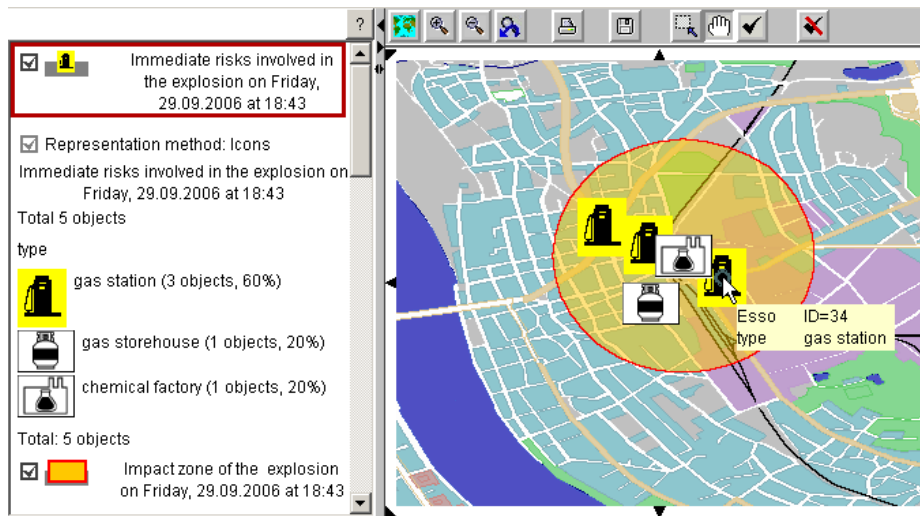 ?
Immediate risks involved in
the explosion on Friday,
29.09.2006 at 18:43
Representation method: Icons
Immediate risks involved in the explosion on
Friday, 29.09.2006 at 18:43
Total 5 objects
type
gas station (3 objects, 60%)
gas storehouse (1 objects, 20%)
chemical factory (1 objects, 20%)
Total: 5 objects
Impact zone of the explosion
on Friday, 29.09.2006 at 18:43
Esso ID=34
type gas station